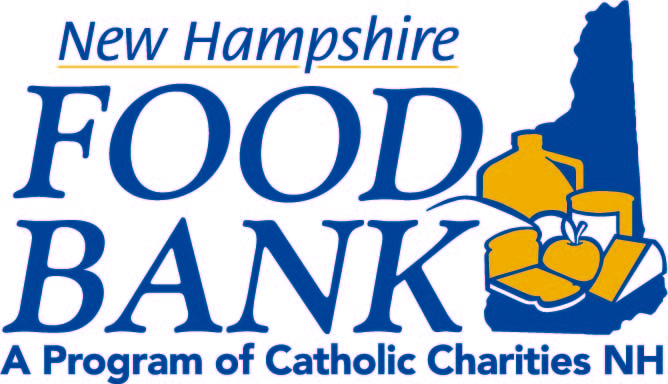 New Hampshire
FOOD
BANK
A Program of Catholic Charities NH